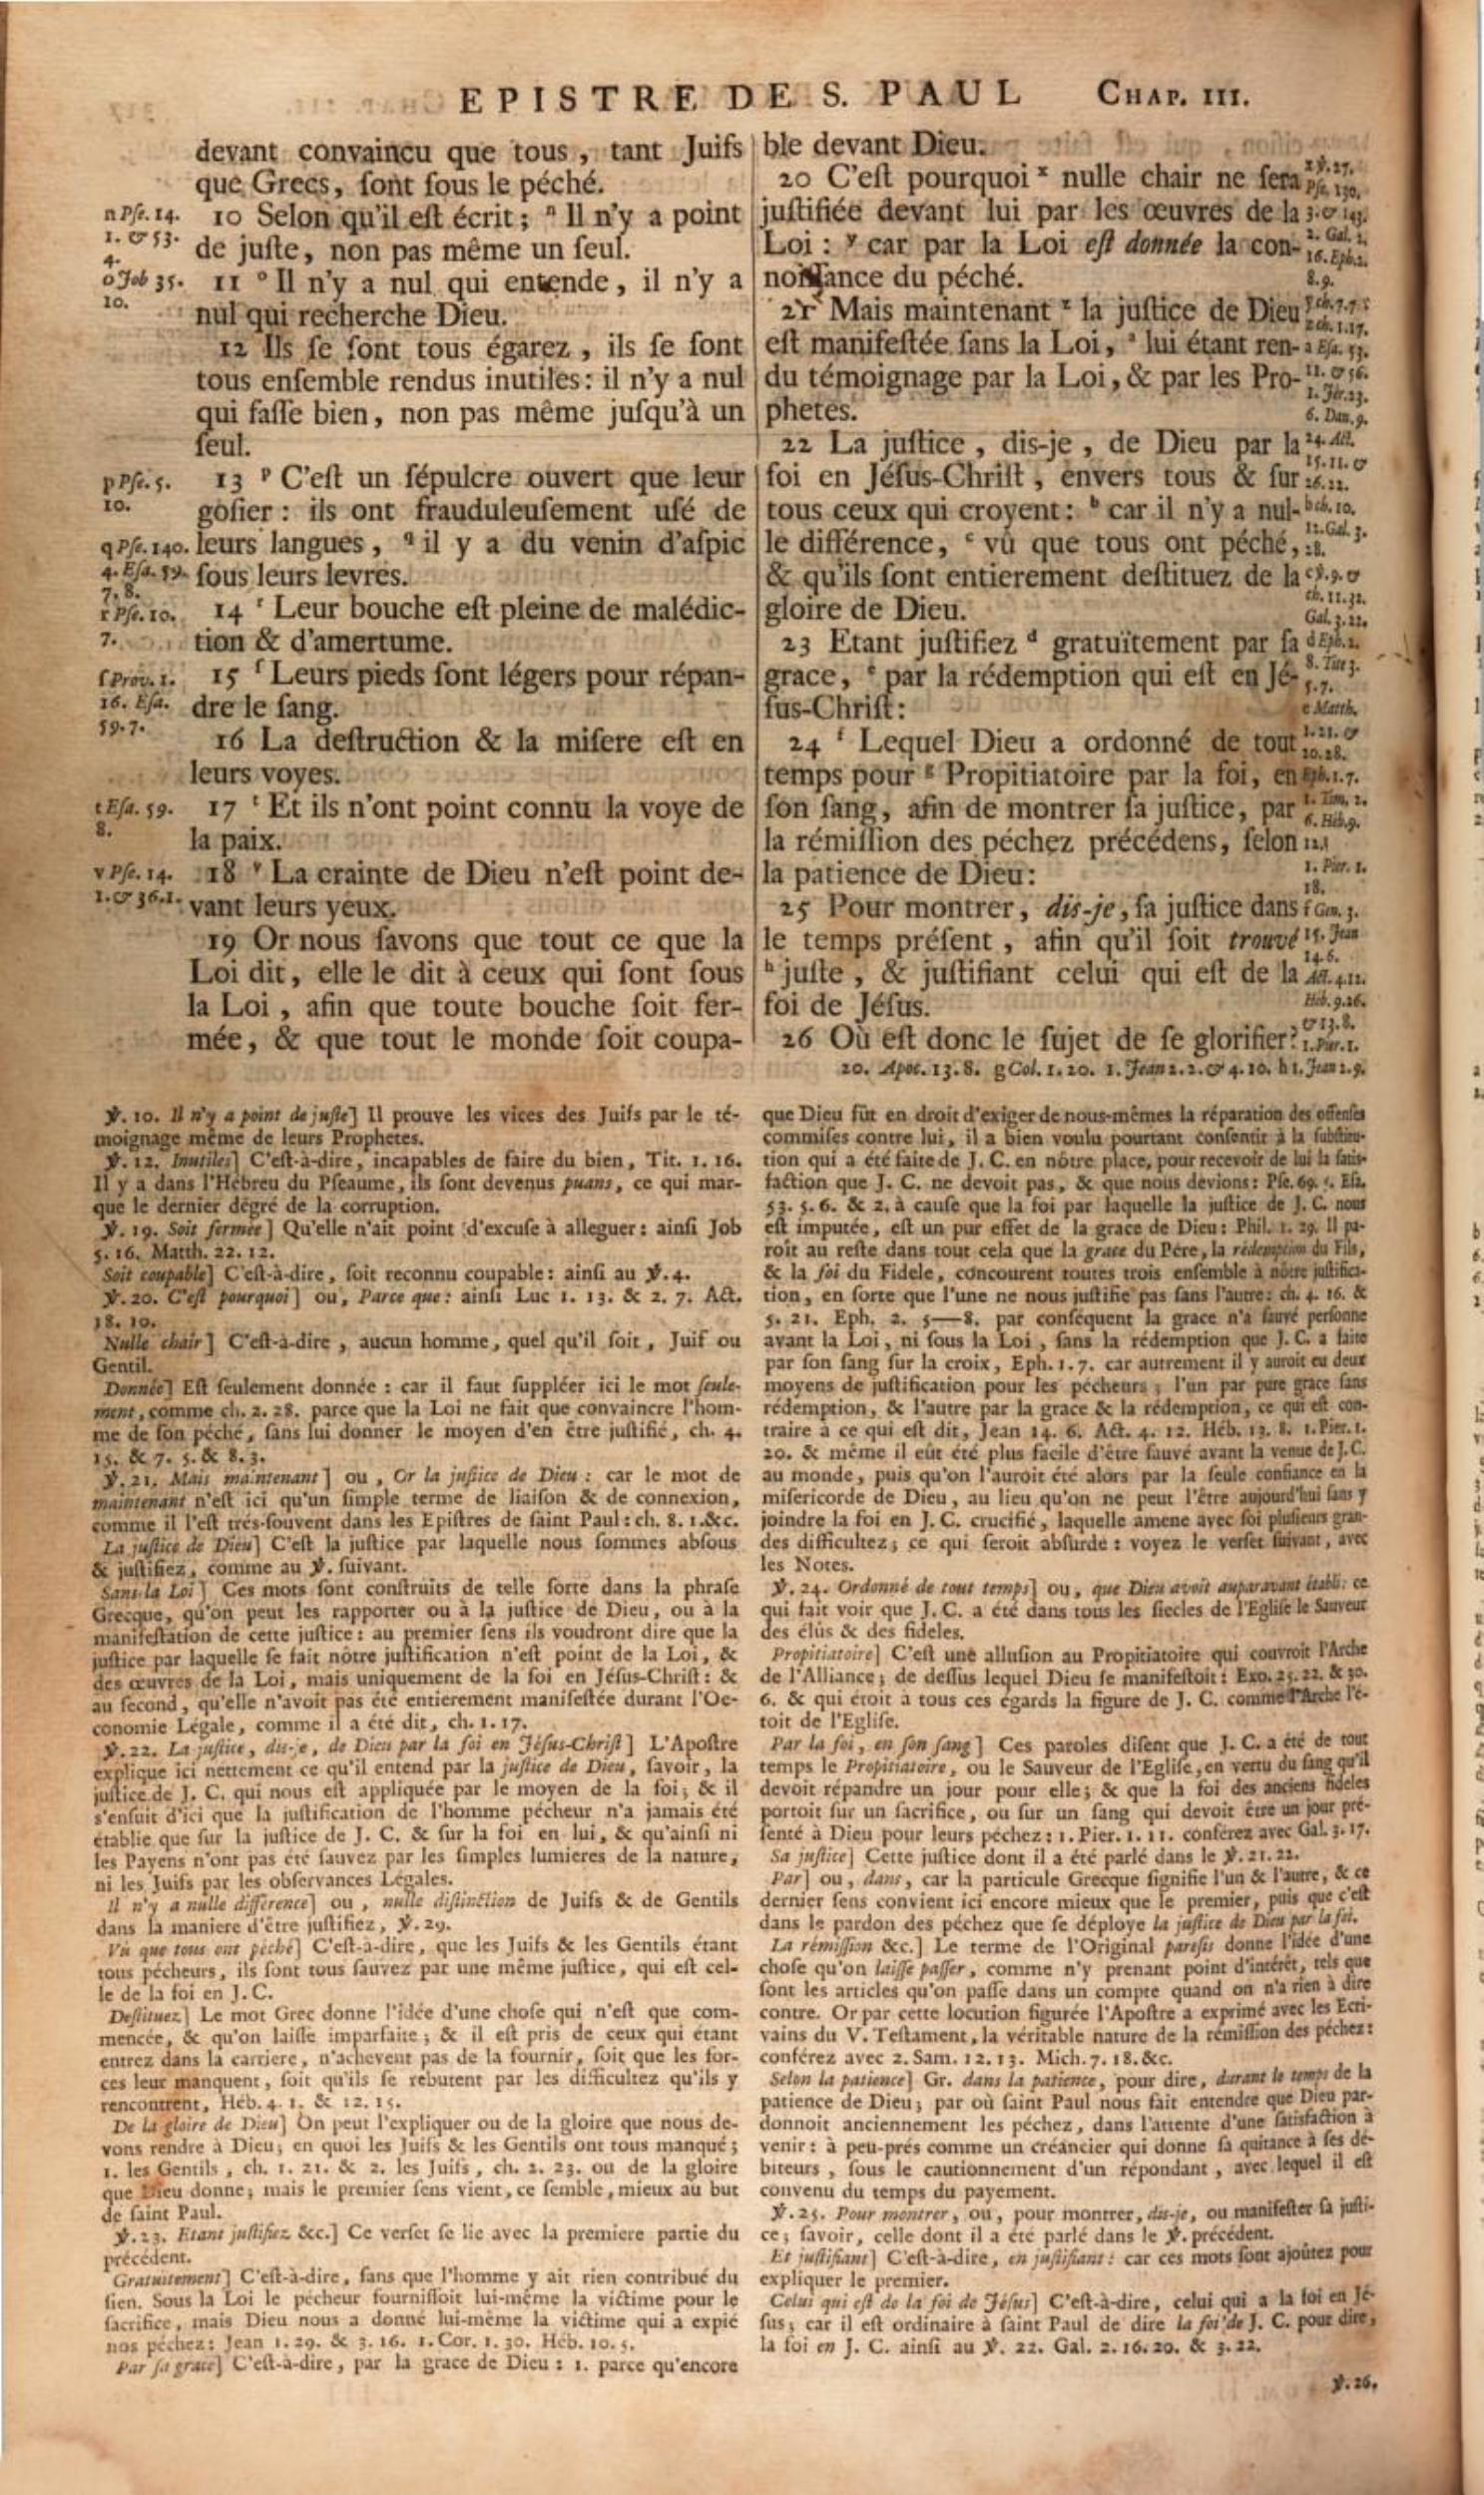 EPISTRE DE S. PAUL CHAP. III.
devant convaincu que tous, tant Juifs
que Grecs, ſont ſous le péché.
10 Selon qu'il eſt écrit; n Il n'y a point
de juſte, non pas même un ſeul.
11 o Il n'y a nul qui entende, il n'y a
nul qui recherche Dieu.
12 Ils ſe ſont tous égarez, ils ſe ſont
tous enſemble rendus inutiles: il n'y a nul
qui faſſe bien, non pas même juſqu'à un
ſeul.
13 p C'eſt un ſépulcre ouvert que leur
goſier: ils ont frauduleuſement uſé de
leurs langues, q il y a du venin d'aſpic
ſous leurs levres.
14 r Leur bouche eſt pleine de malédic-
tion & d'amertume.
15 ſ Leurs pieds ſont légers pour répan-
dre le ſang.
16 La deſtruction & la miſere eſt en
leurs voyes.
17 t Et ils n'ont point connu la voye de
la paix.
18 v La crainte de Dieu n'eſt point de-
vant leurs yeux.
19 Or nous ſavons que tout ce que la
Loi dit, elle le dit à ceux qui ſont ſous
la Loi, afin que toute bouche ſoit fer-
mée, & que tout le monde ſoit coupa-
n Pſe. 14.
1. & 53.
4.
o Job 35.
10.
p Pſe. 5.
10.
q Pſe. 140.
4. Eſa. 59.
7. 8.
r Pſe. 10.
7.
ſ Prov. 1.
16. Eſa.
59. 7.
t Eſa. 59.
8.
v Pſe. 14.
1. & 36.1.
ble devant Dieu.
20 C'eſt pourquoi x nulle chair ne ſera
juſtifiée devant lui par les œuvres de la
Loi: y car par la Loi eſt donnée la con-
noiſſance du péché.
21 Mais maintenant z la juſtice de Dieu
eſt manifeſtée ſans la Loi, a lui étant ren-
du témoignage par la Loi, & par les Pro-
phetes.
22 La juſtice, dis-je, de Dieu par la
foi en Jéſus-Chriſt, envers tous & ſur
tous ceux qui croyent: b car il n'y a nul-
le différence, c vû que tous ont péché,
& qu'ils ſont entierement deſtituez de la
gloire de Dieu.
23 Etant juſtifiez d gratuïtement par ſa
grace, e par la rédemption qui eſt en Jé-
ſus-Chriſt:
24 f Lequel Dieu a ordonné de tout
temps pour g Propitiatoire par la foi, en
ſon ſang, afin de montrer ſa juſtice, par
la rémiſſion des péchez précédens, ſelon
la patience de Dieu:
25 Pour montrer, dis-je, ſa juſtice dans
le temps préſent, afin qu'il ſoit trouvé
h juſte, & juſtifiant celui qui eſt de la
foi de Jéſus.
26 Où eſt donc le ſujet de ſe glorifier?
x ℣. 27.
Pſe. 130.
3. & 143.
2. Gal. 2.
16. Eph. 2.
8. 9.
y ch. 7. 7.
z ch. 1. 17.
a Eſa. 53.
11. & 56.
1. Jér. 23.
6. Dan. 9.
24. Act.
15. 11. &
26. 22.
b ch. 10.
12. Gal. 3.
28.
c ℣. 9. &
ch. 11. 32.
Gal. 3. 22.
d Eph. 2.
8. Tite 3.
5. 7.
e Matth.
1. 21. &
20. 28.
Eph. 1. 7.
1. Tim. 2.
6. Héb. 9.
12.
1. Pier. 1.
18.
f Gen. 3.
15. Jean
14. 6.
Act. 4. 12.
Héb. 9. 26.
& 13. 8.
1. Pier. 1.
20. Apoc. 13. 8. g Col. 1. 20. 1. Jean 2. 2. & 4. 10. h 1. Jean 1. 9.
℣. 10. Il n'y a point de juſte] Il prouve les vices des Juifs par le té-
moignage même de leurs Prophetes.
℣. 12. Inutiles] C'eſt-à-dire, incapables de faire du bien, Tit. 1. 16.
Il y a dans l'Hébreu du Pſeaume, ils ſont devenus puans, ce qui mar-
que le dernier dégré de la corruption.
℣. 19. Soit fermée] Qu'elle n'ait point d'excuſe à alleguer: ainſi Job
5. 16. Matth. 22. 12.
Soit coupable] C'eſt-à-dire, ſoit reconnu coupable: ainſi au ℣. 4.
℣. 20. C'eſt pourquoi] ou, Parce que: ainſi Luc 1. 13. & 2. 7. Act.
18. 10.
Nulle chair] C'eſt-à-dire, aucun homme, quel qu'il ſoit, Juif ou
Gentil.
Donnée] Eſt ſeulement donnée: car il faut ſuppléer ici le mot ſeule-
ment, comme ch. 2. 28. parce que la Loi ne fait que convaincre l'hom-
me de ſon péché, ſans lui donner le moyen d'en être juſtifié, ch. 4.
15. & 7. 5. & 8. 3.
℣. 21. Mais maintenant] ou, Or la juſtice de Dieu: car le mot de
maintenant n'eſt ici qu'un ſimple terme de liaiſon & de connexion,
comme il l'eſt trés-ſouvent dans les Epiſtres de ſaint Paul: ch. 8. 1. &c.
La juſtice de Dieu] C'eſt la juſtice par laquelle nous ſommes abſous
& juſtifiez, comme au ℣. ſuivant.
Sans la Loi] Ces mots ſont conſtruits de telle ſorte dans la phraſe
Grecque, qu'on peut les rapporter ou à la juſtice de Dieu, ou à la
manifeſtation de cette juſtice: au premier ſens ils voudront dire que la
juſtice par laquelle ſe fait nôtre juſtification n'eſt point de la Loi, &
des œuvres de la Loi, mais uniquement de la foi en Jéſus-Chriſt: &
au ſecond, qu'elle n'avoit pas été entierement manifeſtée durant l'Oe-
conomie Légale, comme il a été dit, ch. 1. 17.
℣. 22. La juſtice, dis-je, de Dieu par la foi en Jéſus-Chriſt] L'Apoſtre
explique ici nettement ce qu'il entend par la juſtice de Dieu, ſavoir, la
juſtice de J. C. qui nous eſt appliquée par le moyen de la foi; & il
s'enſuit d'ici que la juſtification de l'homme pécheur n'a jamais été
établie que ſur la juſtice de J. C. & ſur la foi en lui, & qu'ainſi ni
les Payens n'ont pas été ſauvez par les ſimples lumieres de la nature,
ni les Juifs par les obſervances Légales.
Il n'y a nulle différence] ou, nulle diſtinction de Juifs & de Gentils
dans la maniere d'être juſtifiez, ℣. 29.
Vû que tous ont péché] C'eſt-à-dire, que les Juifs & les Gentils étant
tous pécheurs, ils ſont tous ſauvez par une même juſtice, qui eſt cel-
le de la foi en J. C.
Deſtituez] Le mot Grec donne l'idée d'une choſe qui n'eſt que com-
mencée, & qu'on laiſſe imparfaite; & il eſt pris de ceux qui étant
entrez dans la carriere, n'achevent pas de la fournir, ſoit que les for-
ces leur manquent, ſoit qu'ils ſe rebutent par les difficultez qu'ils y
rencontrent, Héb. 4. 1. & 12. 15.
De la gloire de Dieu] On peut l'expliquer ou de la gloire que nous de-
vons rendre à Dieu; en quoi les Juifs & les Gentils ont tous manqué;
1. les Gentils, ch. 1. 21. & 2. les Juifs, ch. 2. 23. ou de la gloire
que Dieu donne; mais le premier ſens vient, ce ſemble, mieux au but
de ſaint Paul.
℣. 23. Etant juſtifiez &c.] Ce verſet ſe lie avec la premiere partie du
précédent.
Gratuitement] C'eſt-à-dire, ſans que l'homme y ait rien contribué du
ſien. Sous la Loi le pécheur fourniſſoit lui-même la victime pour le
ſacrifice, mais Dieu nous a donné lui-même la victime qui a expié
nos péchez: Jean 1. 29. & 3. 16. 1. Cor. 1. 30. Héb. 10. 5.
Par ſa grace] C'eſt-à-dire, par la grace de Dieu: 1. parce qu'encore
que Dieu fût en droit d'exiger de nous-mêmes la réparation des offenſes
commiſes contre lui, il a bien voulu pourtant conſentir à la ſubſtitu-
tion qui a été faite de J. C. en nôtre place, pour recevoir de lui la ſatis-
faction que J. C. ne devoit pas, & que nous devions: Pſe. 69. 5. Eſa.
53. 5. 6. & 2. à cauſe que la foi par laquelle la juſtice de J. C. nous
eſt imputée, eſt un pur effet de la grace de Dieu: Phil. 1. 29. Il pa-
roît au reſte dans tout cela que la grace du Pére, la rédemption du Fils,
& la foi du Fidele, concourent toutes trois enſemble à nôtre juſtifica-
tion, en ſorte que l'une ne nous juſtifie pas ſans l'autre: ch. 4. 16. &
5. 21. Eph. 2. 5—8. par conſéquent la grace n'a ſauvé perſonne
avant la Loi, ni ſous la Loi, ſans la rédemption que J. C. a faite
par ſon ſang ſur la croix, Eph. 1. 7. car autrement il y auroit eu deux
moyens de juſtification pour les pécheurs; l'un par pure grace ſans
rédemption, & l'autre par la grace & la rédemption, ce qui eſt con-
traire à ce qui eſt dit, Jean 14. 6. Act. 4. 12. Héb. 13. 8. 1. Pier. 1.
20. & même il eût été plus facile d'être ſauvé avant la venue de J. C.
au monde, puis qu'on l'auroit été alors par la ſeule confiance en la
miſericorde de Dieu, au lieu qu'on ne peut l'être aujourd'hui ſans y
joindre la foi en J. C. crucifié, laquelle amene avec ſoi pluſieurs gran-
des difficultez; ce qui ſeroit abſurde: voyez le verſet ſuivant, avec
les Notes.
℣. 24. Ordonné de tout temps] ou, que Dieu avoit auparavant établi: ce
qui fait voir que J. C. a été dans tous les ſiecles de l'Egliſe le Sauveur
des élûs & des fideles.
Propitiatoire] C'eſt une alluſion au Propitiatoire qui couvroit l'Arche
de l'Alliance; de deſſus lequel Dieu ſe manifeſtoit: Exo. 25. 22. & 30.
6. & qui étoit à tous ces égards la figure de J. C. comme l'Arche l'é-
toit de l'Egliſe.
Par la foi, en ſon ſang] Ces paroles diſent que J. C. a été de tout
temps le Propitiatoire, ou le Sauveur de l'Egliſe, en vertu du ſang qu'il
devoit répandre un jour pour elle; & que la foi des anciens fideles
portoit ſur un ſacrifice, ou ſur un ſang qui devoit être un jour pré-
ſenté à Dieu pour leurs péchez: 1. Pier. 1. 11. conférez avec Gal. 3. 17.
Sa juſtice] Cette juſtice dont il a été parlé dans le ℣. 21. 22.
Par] ou, dans, car la particule Grecque ſignifie l'un & l'autre, & ce
dernier ſens convient ici encore mieux que le premier, puis que c'eſt
dans le pardon des péchez que ſe déploye la juſtice de Dieu par la foi.
La rémiſſion &c.] Le terme de l'Original pareſis donne l'idée d'une
choſe qu'on laiſſe paſſer, comme n'y prenant point d'intérêt, tels que
ſont les articles qu'on paſſe dans un compte quand on n'a rien à dire
contre. Or par cette locution figurée l'Apoſtre a exprimé avec les Ecri-
vains du V. Teſtament, la véritable nature de la rémiſſion des péchez:
conférez avec 2. Sam. 12. 13. Mich. 7. 18. &c.
Selon la patience] Gr. dans la patience, pour dire, durant le temps de la
patience de Dieu; par où ſaint Paul nous fait entendre que Dieu par-
donnoit anciennement les péchez, dans l'attente d'une ſatisfaction à
venir: à peu-prés comme un créancier qui donne ſa quitance à ſes dé-
biteurs, ſous le cautionnement d'un répondant, avec lequel il eſt
convenu du temps du payement.
℣. 25. Pour montrer, ou, pour montrer, dis-je, ou manifeſter ſa juſti-
ce; ſavoir, celle dont il a été parlé dans le ℣. précédent.
Et juſtifiant] C'eſt-à-dire, en juſtifiant: car ces mots ſont ajoûtez pour
expliquer le premier.
Celui qui eſt de la foi de Jéſus] C'eſt-à-dire, celui qui a la foi en Jé-
ſus; car il eſt ordinaire à ſaint Paul de dire la foi de J. C. pour dire,
la foi en J. C. ainſi au ℣. 22. Gal. 2. 16. 20. & 3. 22.
℣. 26.